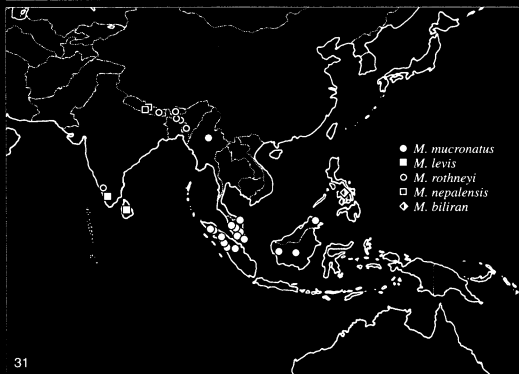 M. mucronatus
M. levis
M. rothneyi
M. nepalensis
M. biliran
31